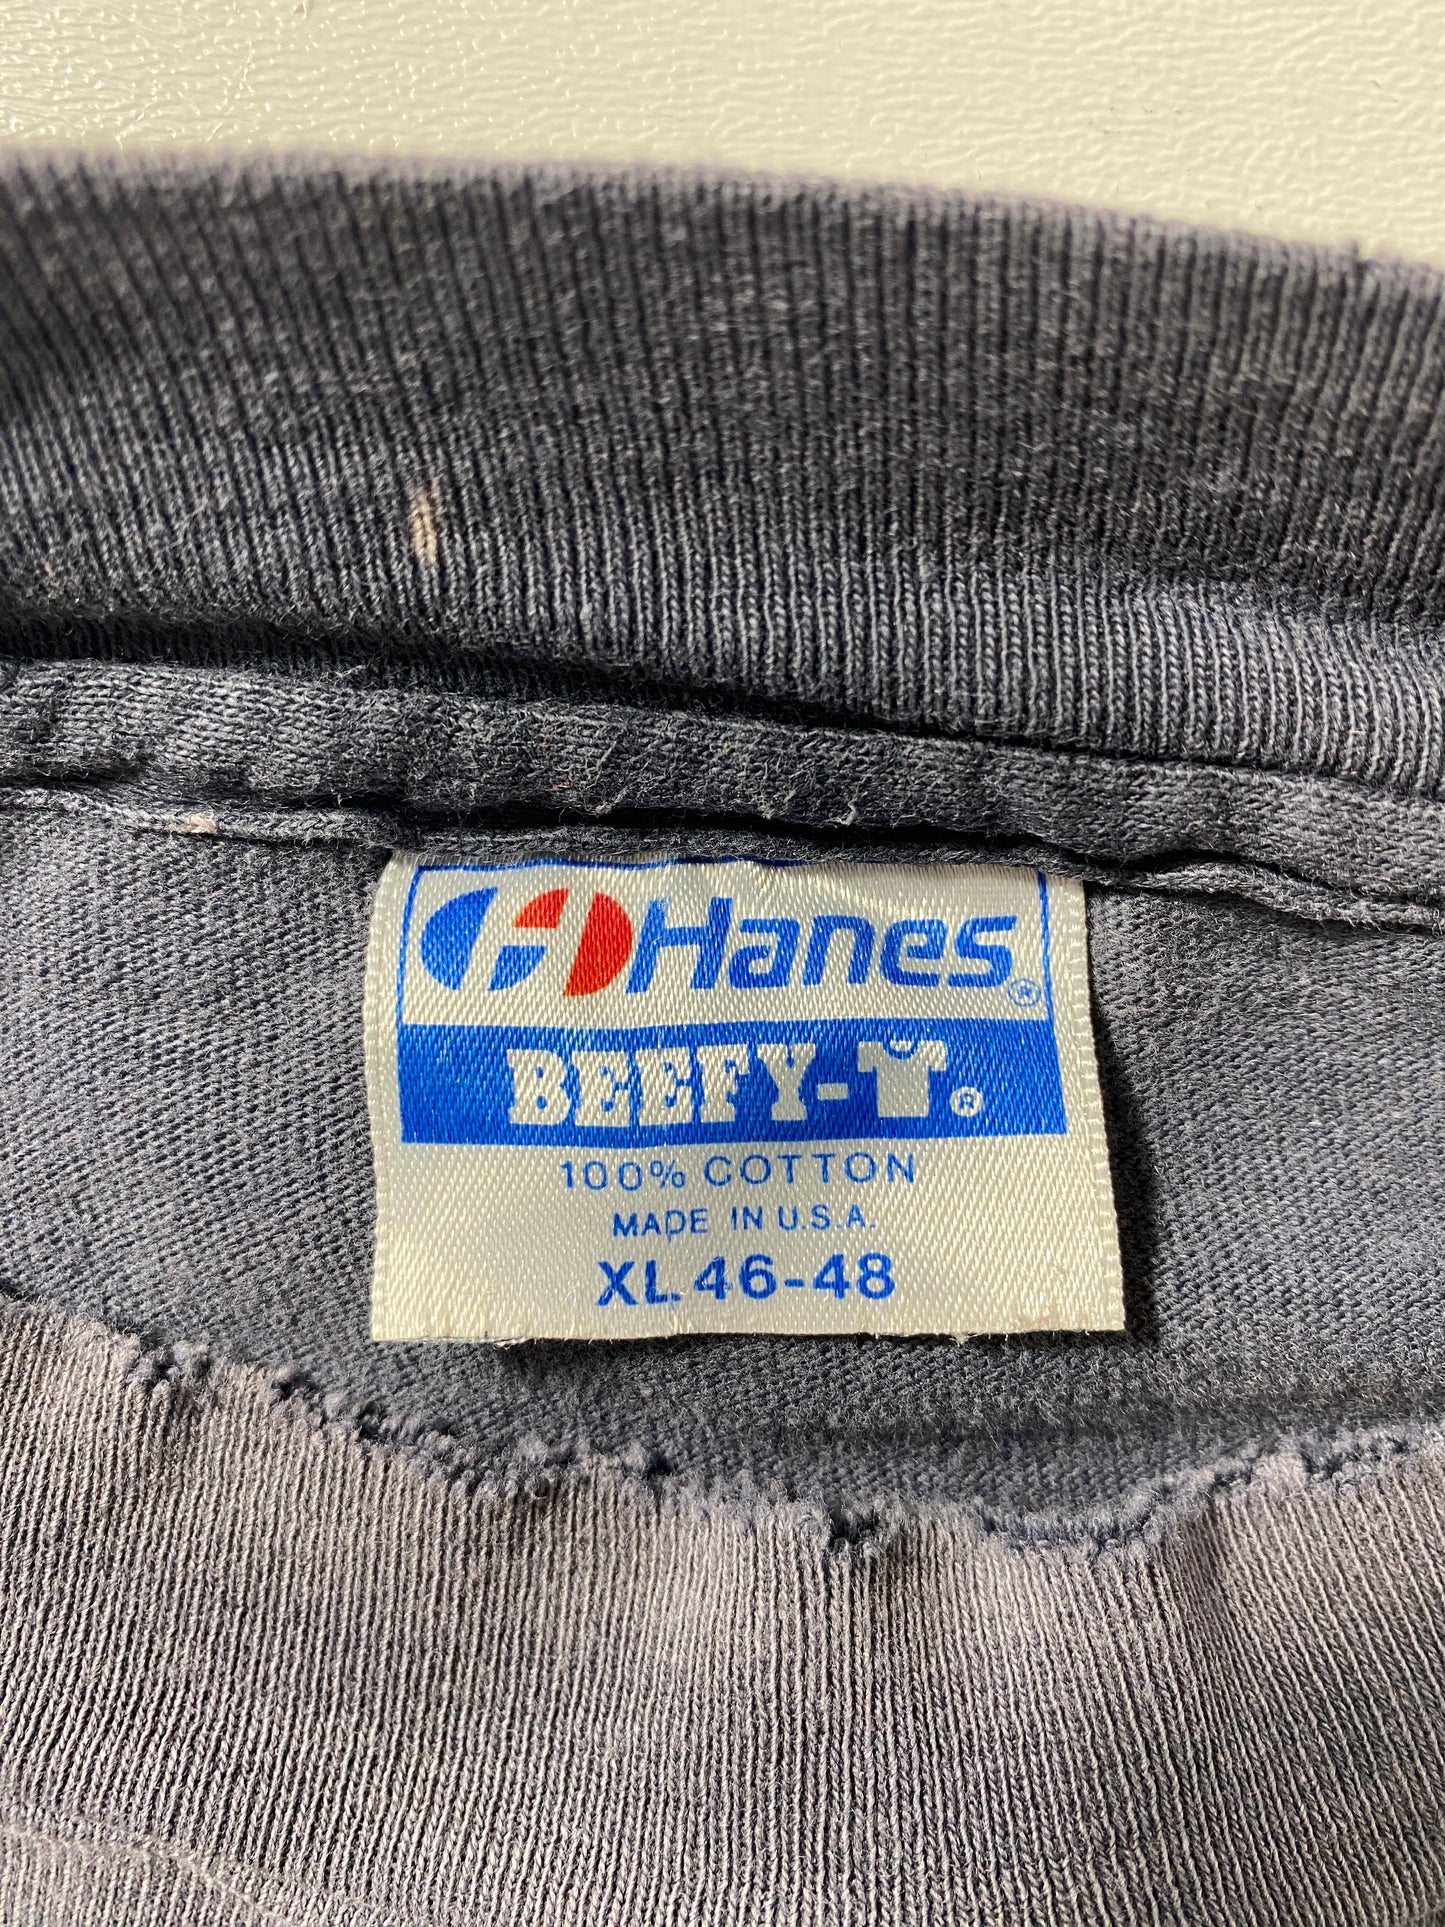 Hanes®
BEEFY-T®
100% COTTON
MADE IN U.S.A.
XL. 46-48